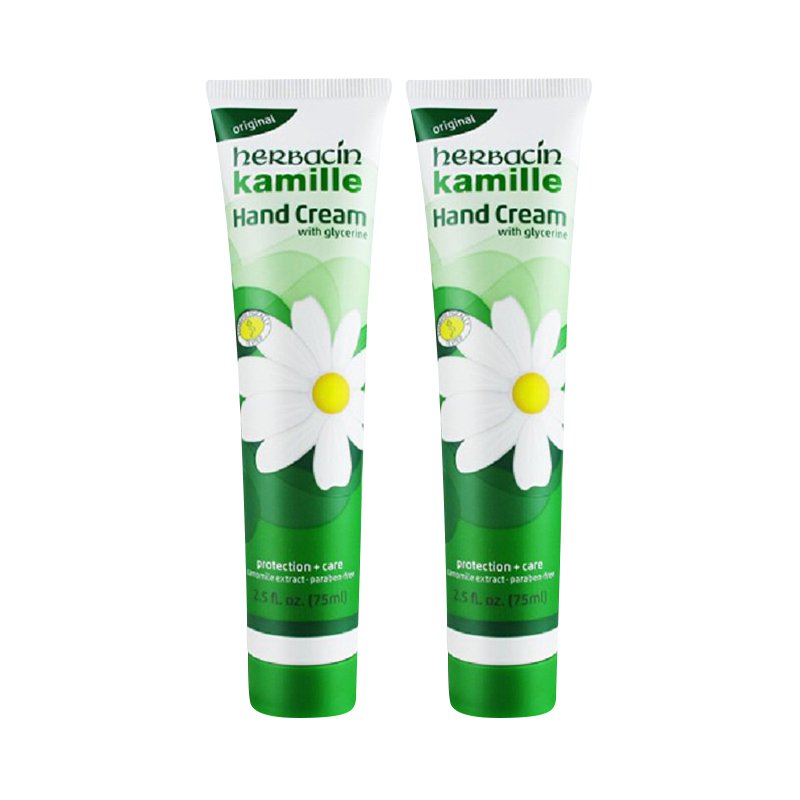 original
herbacin
kamille
Hand Cream
with glycerine
protection + care
camomile extract · paraben-free
2.5 fl. oz. (75ml)
original
herbacin
kamille
Hand Cream
with glycerine
protection + care
camomile extract · paraben-free
2.5 fl. oz. (75ml)